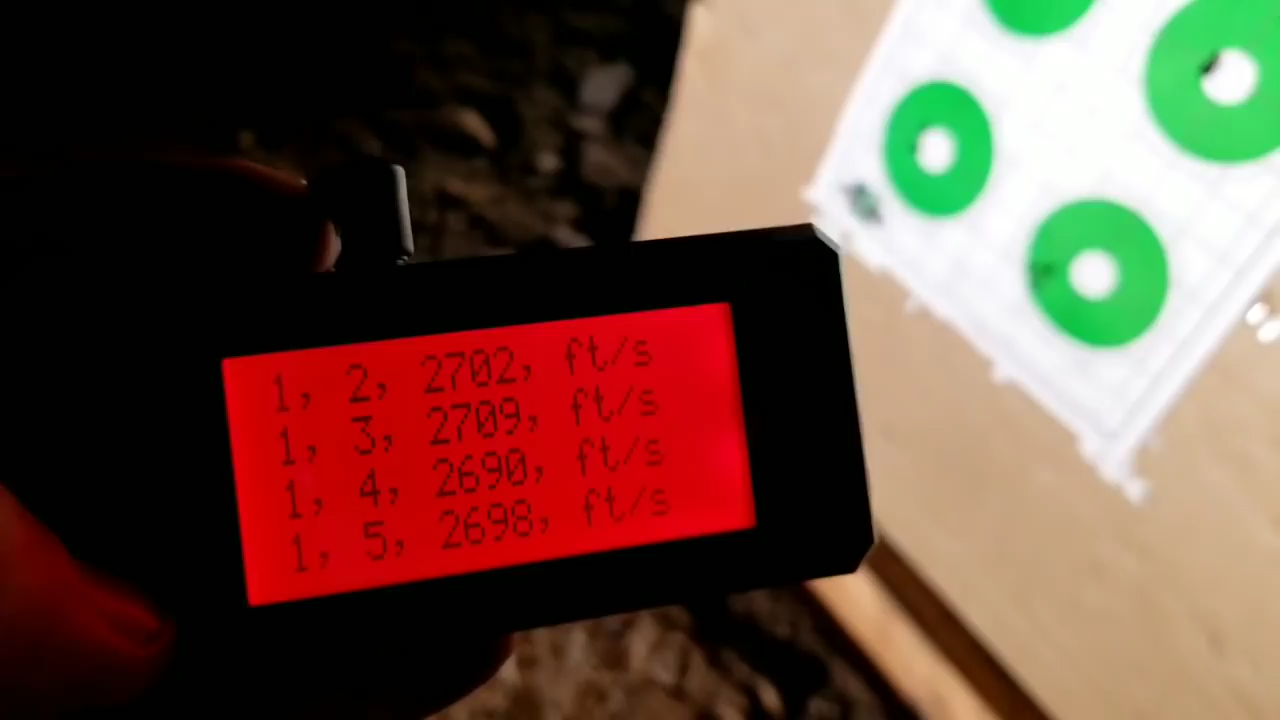 1, 2, 2702, ft/s
1, 3, 2709, ft/s
1, 4, 2690, ft/s
1, 5, 2698, ft/s